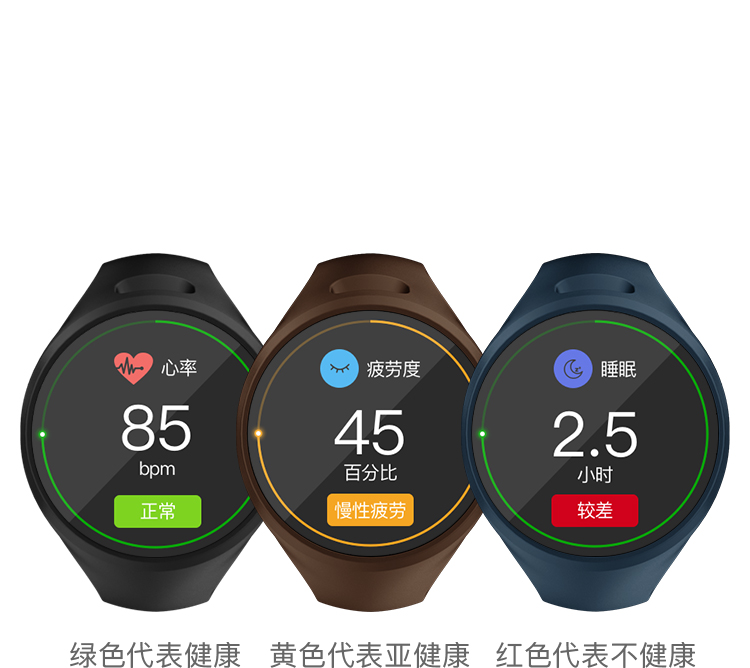 心率
85
bpm
正常
疲劳度
45
百分比
慢性疲劳
睡眠
2.5
小时
较差
绿色代表健康
黄色代表亚健康
红色代表不健康